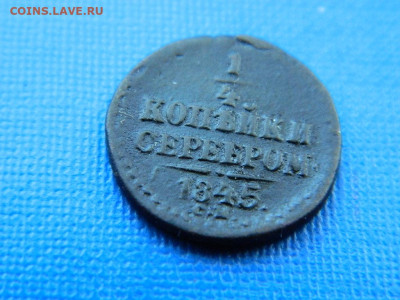 COINS.LAVE.RU
1
4.
КОПѢЙКИ
СЕРЕБРОМЪ
1845.